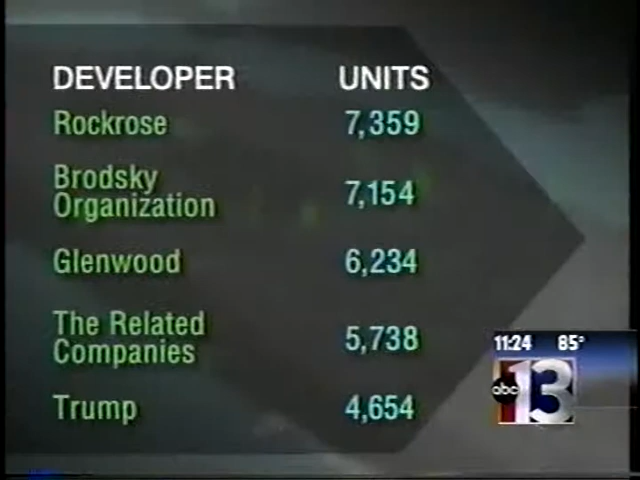 DEVELOPER UNITS
Rockrose 7,359
Brodsky
Organization 7,154
Glenwood 6,234
The Related
Companies 5,738
Trump 4,654
11:24 85°
abc 13